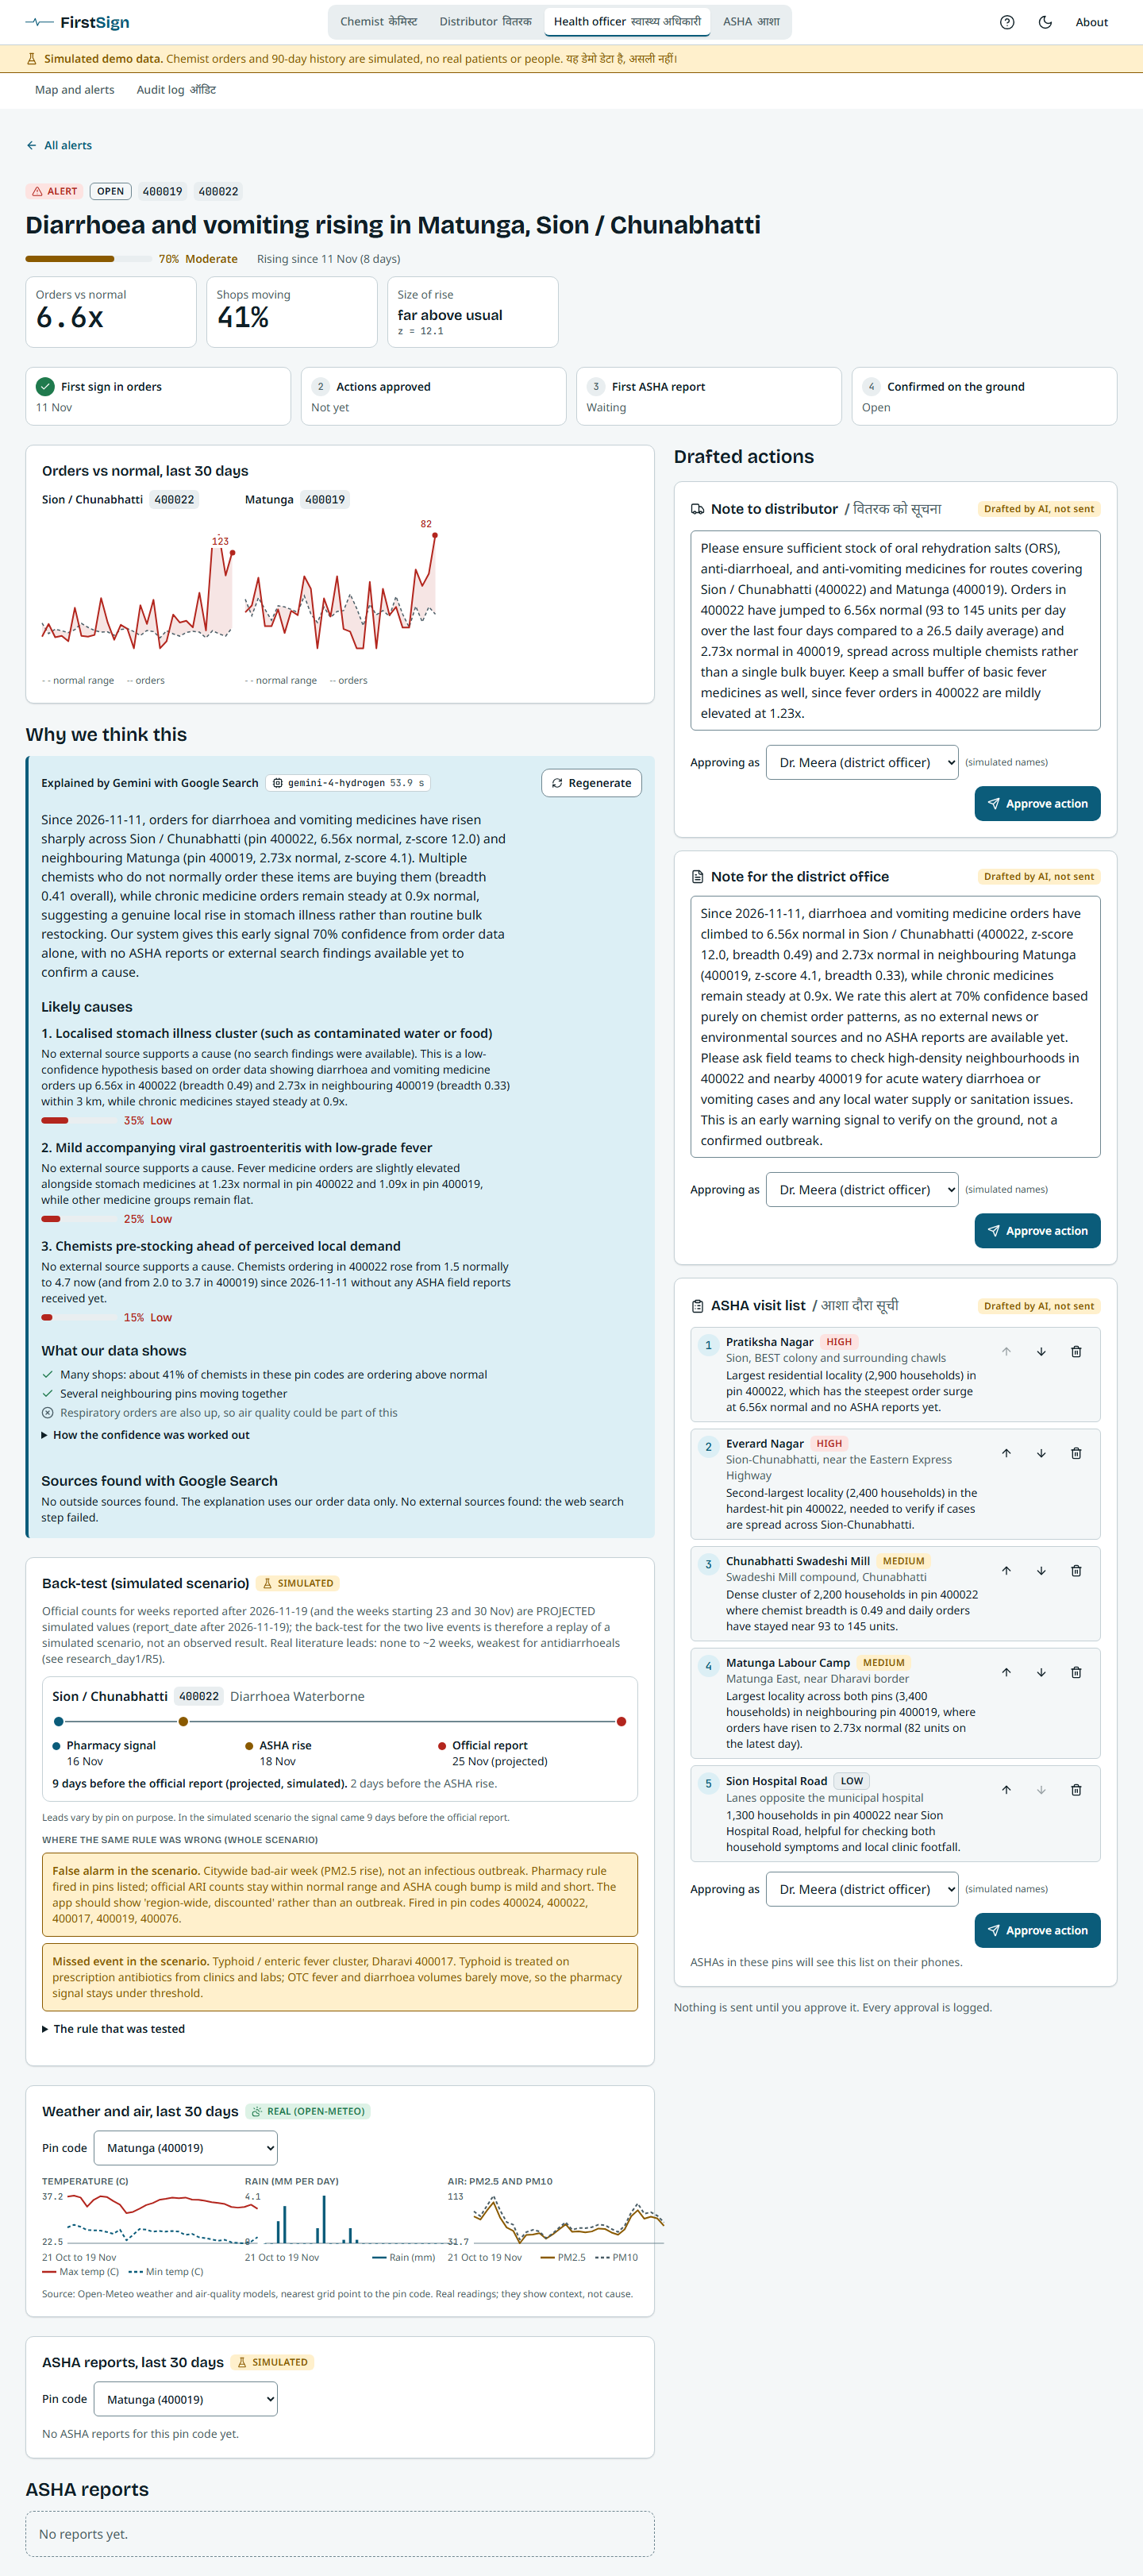 FirstSign
Chemist केमिस्ट
Distributor वितरक
Health officer स्वास्थ्य अधिकारी
ASHA आशा
About
Simulated demo data. Chemist orders and 90-day history are simulated, no real patients or people. यह डेमो डेटा है, असली नहीं।
Map and alerts
Audit log ऑडिट
All alerts
ALERT
OPEN
400019
400022
Diarrhoea and vomiting rising in Matunga, Sion / Chunabhatti
70% Moderate
Rising since 11 Nov (8 days)
Orders vs normal
6.6x
Shops moving
41%
Size of rise
far above usual
z = 12.1
First sign in orders
11 Nov
2 Actions approved
Not yet
3 First ASHA report
Waiting
4 Confirmed on the ground
Open
Orders vs normal, last 30 days
Sion / Chunabhatti 400022
123
- - normal range -- orders
Matunga 400019
82
- - normal range -- orders
Why we think this
Explained by Gemini with Google Search
gemini-4-hydrogen 53.9 s
Regenerate
Since 2026-11-11, orders for diarrhoea and vomiting medicines have risen
sharply across Sion / Chunabhatti (pin 400022, 6.56x normal, z-score 12.0) and
neighbouring Matunga (pin 400019, 2.73x normal, z-score 4.1). Multiple
chemists who do not normally order these items are buying them (breadth
0.41 overall), while chronic medicine orders remain steady at 0.9x normal,
suggesting a genuine local rise in stomach illness rather than routine bulk
restocking. Our system gives this early signal 70% confidence from order data
alone, with no ASHA reports or external search findings available yet to
confirm a cause.
Likely causes
1. Localised stomach illness cluster (such as contaminated water or food)
No external source supports a cause (no search findings were available). This is a low-
confidence hypothesis based on order data showing diarrhoea and vomiting medicine
orders up 6.56x in 400022 (breadth 0.49) and 2.73x in neighbouring 400019 (breadth 0.33)
within 3 km, while chronic medicines stayed steady at 0.9x.
35% Low
2. Mild accompanying viral gastroenteritis with low-grade fever
No external source supports a cause. Fever medicine orders are slightly elevated
alongside stomach medicines at 1.23x normal in pin 400022 and 1.09x in pin 400019,
while other medicine groups remain flat.
25% Low
3. Chemists pre-stocking ahead of perceived local demand
No external source supports a cause. Chemists ordering in 400022 rose from 1.5 normally
to 4.7 now (and from 2.0 to 3.7 in 400019) since 2026-11-11 without any ASHA field reports
received yet.
15% Low
What our data shows
Many shops: about 41% of chemists in these pin codes are ordering above normal
Several neighbouring pins moving together
Respiratory orders are also up, so air quality could be part of this
How the confidence was worked out
Sources found with Google Search
No outside sources found. The explanation uses our order data only. No external sources found: the web search
step failed.
Back-test (simulated scenario)
SIMULATED
Official counts for weeks reported after 2026-11-19 (and the weeks starting 23 and 30 Nov) are PROJECTED
simulated values (report_date after 2026-11-19); the back-test for the two live events is therefore a replay of a
simulated scenario, not an observed result. Real literature leads: none to ~2 weeks, weakest for antidiarrhoeals
(see research_day1/R5).
Sion / Chunabhatti 400022 Diarrhoea Waterborne
Pharmacy signal
16 Nov
ASHA rise
18 Nov
Official report
25 Nov (projected)
9 days before the official report (projected, simulated). 2 days before the ASHA rise.
Leads vary by pin on purpose. In the simulated scenario the signal came 9 days before the official report.
WHERE THE SAME RULE WAS WRONG (WHOLE SCENARIO)
False alarm in the scenario. Citywide bad-air week (PM2.5 rise), not an infectious outbreak. Pharmacy rule
fired in pins listed; official ARI counts stay within normal range and ASHA cough bump is mild and short. The
app should show 'region-wide, discounted' rather than an outbreak. Fired in pin codes 400024, 400022,
400017, 400019, 400076.
Missed event in the scenario. Typhoid / enteric fever cluster, Dharavi 400017. Typhoid is treated on
prescription antibiotics from clinics and labs; OTC fever and diarrhoea volumes barely move, so the pharmacy
signal stays under threshold.
The rule that was tested
Weather and air, last 30 days
REAL (OPEN-METEO)
Pin code
Matunga (400019)
TEMPERATURE (C)
37.2
22.5
21 Oct to 19 Nov
Max temp (C) Min temp (C)
RAIN (MM PER DAY)
4.1
21 Oct to 19 Nov
Rain (mm)
AIR: PM2.5 AND PM10
113
31.7
21 Oct to 19 Nov
PM2.5 PM10
Source: Open-Meteo weather and air-quality models, nearest grid point to the pin code. Real readings; they show context, not cause.
ASHA reports, last 30 days
SIMULATED
Pin code
Matunga (400019)
No ASHA reports for this pin code yet.
ASHA reports
No reports yet.
Drafted actions
Note to distributor / वितरक को सूचना
Drafted by AI, not sent
Please ensure sufficient stock of oral rehydration salts (ORS),
anti-diarrhoeal, and anti-vomiting medicines for routes covering
Sion / Chunabhatti (400022) and Matunga (400019). Orders in
400022 have jumped to 6.56x normal (93 to 145 units per day
over the last four days compared to a 26.5 daily average) and
2.73x normal in 400019, spread across multiple chemists rather
than a single bulk buyer. Keep a small buffer of basic fever
medicines as well, since fever orders in 400022 are mildly
elevated at 1.23x.
Approving as
Dr. Meera (district officer)
(simulated names)
Approve action
Note for the district office
Drafted by AI, not sent
Since 2026-11-11, diarrhoea and vomiting medicine orders have
climbed to 6.56x normal in Sion / Chunabhatti (400022, z-score
12.0, breadth 0.49) and 2.73x normal in neighbouring Matunga
(400019, z-score 4.1, breadth 0.33), while chronic medicines
remain steady at 0.9x. We rate this alert at 70% confidence based
purely on chemist order patterns, as no external news or
environmental sources and no ASHA reports are available yet.
Please ask field teams to check high-density neighbourhoods in
400022 and nearby 400019 for acute watery diarrhoea or
vomiting cases and any local water supply or sanitation issues.
This is an early warning signal to verify on the ground, not a
confirmed outbreak.
Approving as
Dr. Meera (district officer)
(simulated names)
Approve action
ASHA visit list / आशा दौरा सूची
Drafted by AI, not sent
1 Pratiksha Nagar HIGH
Sion, BEST colony and surrounding chawls
Largest residential locality (2,900 households) in
pin 400022, which has the steepest order surge
at 6.56x normal and no ASHA reports yet.
2 Everard Nagar HIGH
Sion-Chunabhatti, near the Eastern Express
Highway
Second-largest locality (2,400 households) in the
hardest-hit pin 400022, needed to verify if cases
are spread across Sion-Chunabhatti.
3 Chunabhatti Swadeshi Mill MEDIUM
Swadeshi Mill compound, Chunabhatti
Dense cluster of 2,200 households in pin 400022
where chemist breadth is 0.49 and daily orders
have stayed near 93 to 145 units.
4 Matunga Labour Camp MEDIUM
Matunga East, near Dharavi border
Largest locality across both pins (3,400
households) in neighbouring pin 400019, where
orders have risen to 2.73x normal (82 units on
the latest day).
5 Sion Hospital Road LOW
Lanes opposite the municipal hospital
1,300 households in pin 400022 near Sion
Hospital Road, helpful for checking both
household symptoms and local clinic footfall.
Approving as
Dr. Meera (district officer)
(simulated names)
Approve action
ASHAs in these pins will see this list on their phones.
Nothing is sent until you approve it. Every approval is logged.